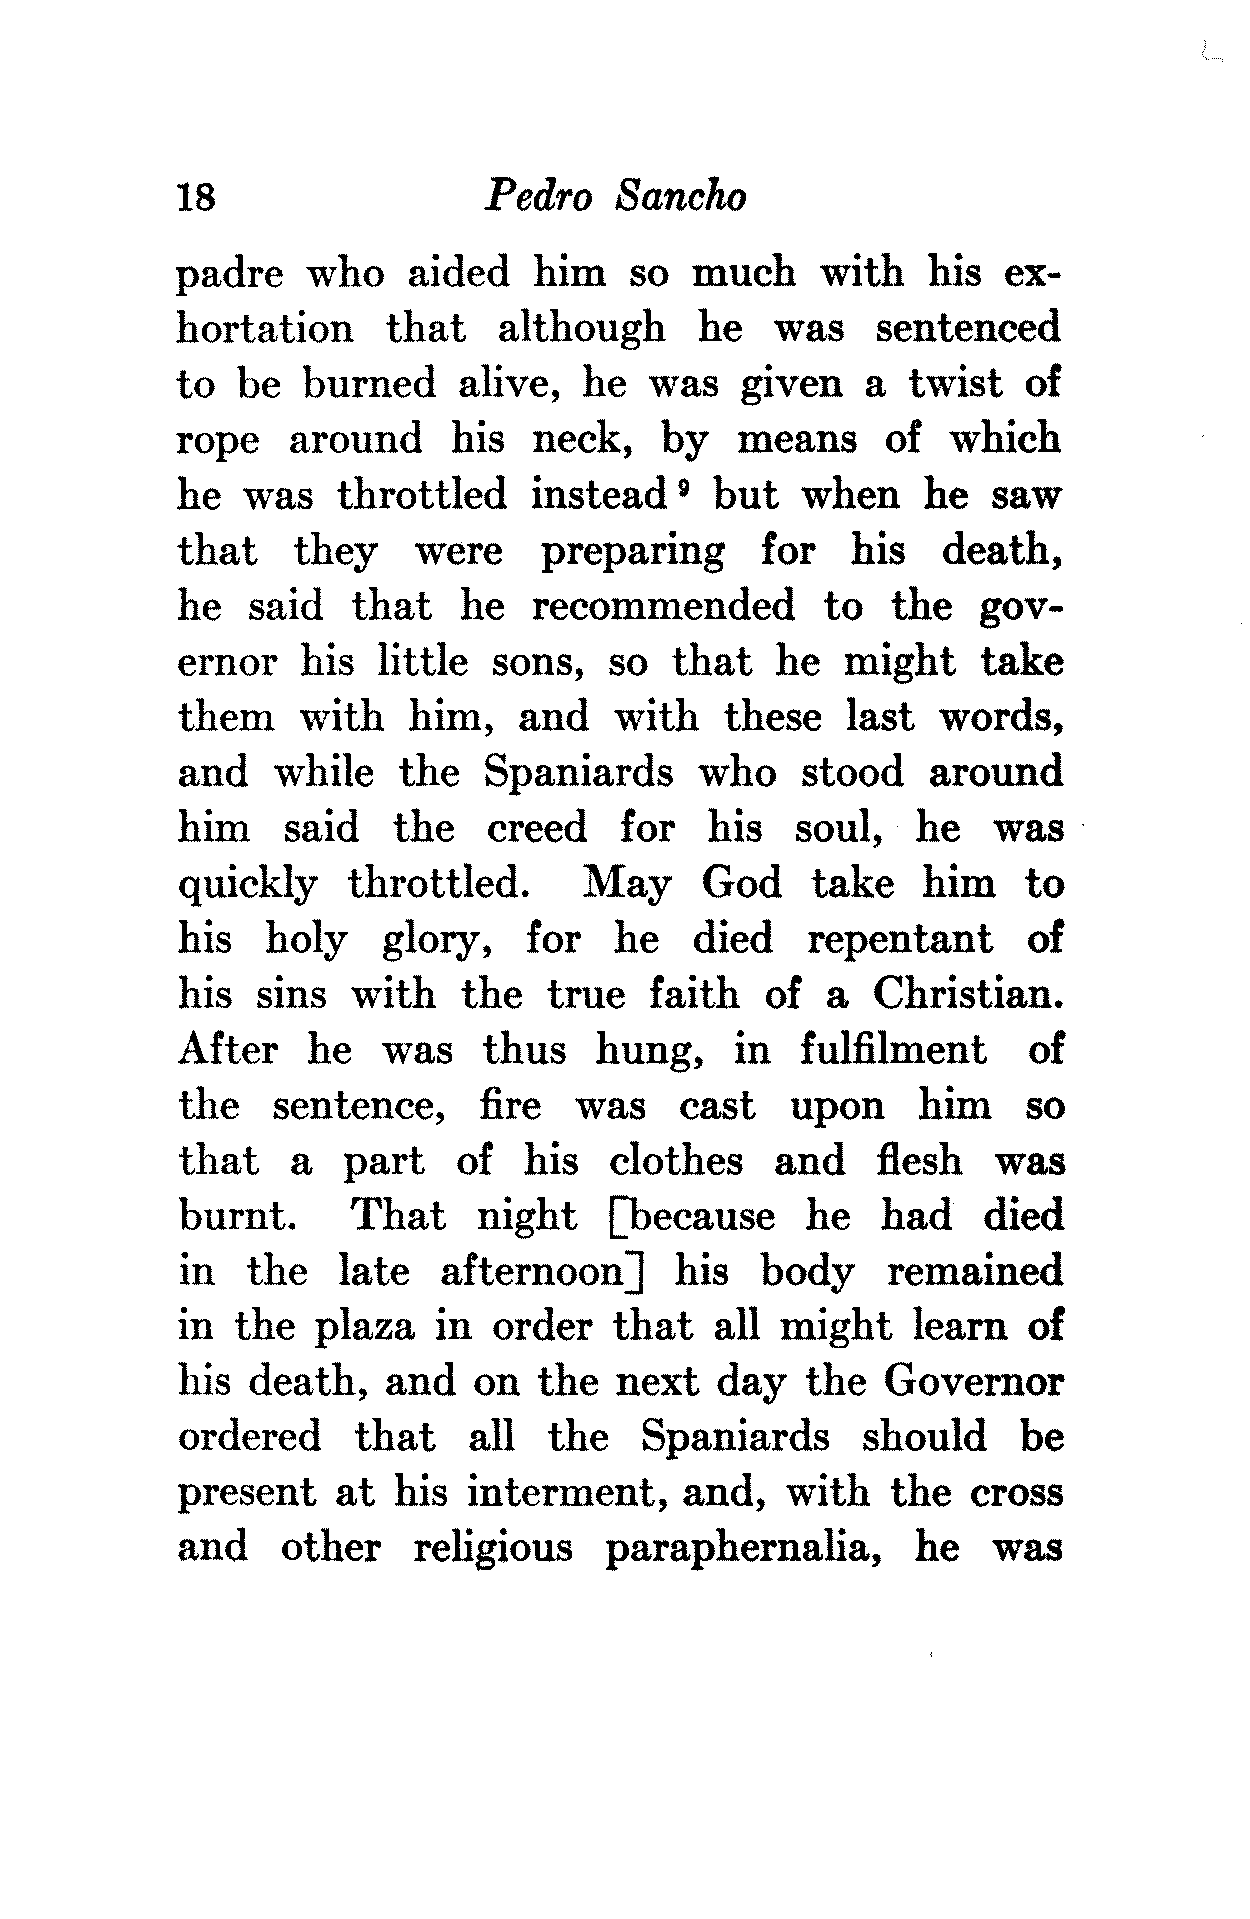 18 Pedro Sancho
padre who aided him so much with his ex-
hortation that although he was sentenced
to be burned alive, he was given a twist of
rope around his neck, by means of which
he was throttled instead ⁹ but when he saw
that they were preparing for his death,
he said that he recommended to the gov-
ernor his little sons, so that he might take
them with him, and with these last words,
and while the Spaniards who stood around
him said the creed for his soul, he was
quickly throttled. May God take him to
his holy glory, for he died repentant of
his sins with the true faith of a Christian.
After he was thus hung, in fulfilment of
the sentence, fire was cast upon him so
that a part of his clothes and flesh was
burnt. That night [because he had died
in the late afternoon] his body remained
in the plaza in order that all might learn of
his death, and on the next day the Governor
ordered that all the Spaniards should be
present at his interment, and, with the cross
and other religious paraphernalia, he was